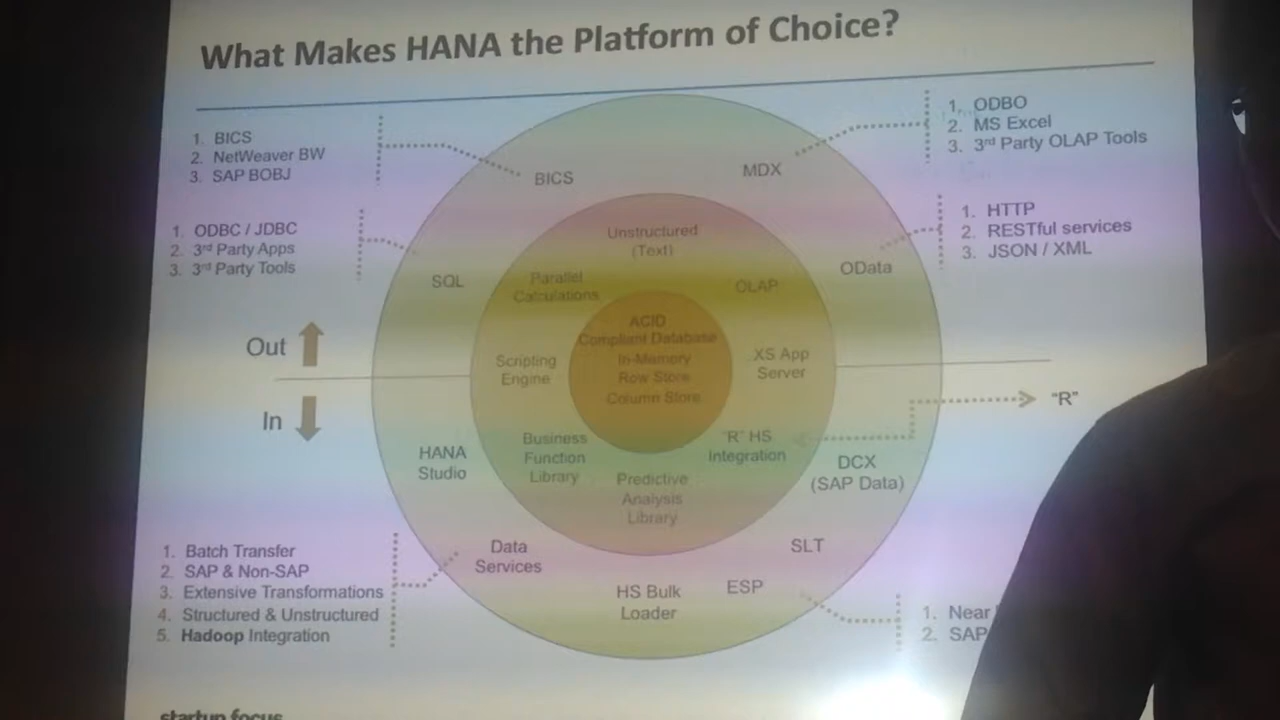 What Makes HANA the Platform of Choice?
1. BICS
2. NetWeaver BW
3. SAP BOBJ
1. ODBC / JDBC
2. 3rd Party Apps
3. 3rd Party Tools
Out
In
1. Batch Transfer
2. SAP & Non-SAP
3. Extensive Transformations
4. Structured & Unstructured
5. Hadoop Integration
BICS
MDX
SQL
OData
Unstructured
(Text)
Parallel
Calculations
OLAP
ACID
Compliant Database
In-Memory
Row Store
Column Store
Scripting
Engine
XS App
Server
Business
Function
Library
"R" HS
Integration
Predictive
Analysis
Library
HANA
Studio
DCX
(SAP Data)
Data
Services
SLT
ESP
HS Bulk
Loader
1. ODBO
2. MS Excel
3. 3rd Party OLAP Tools
1. HTTP
2. RESTful services
3. JSON / XML
"R"
1. Near
2. SAP
startup focus